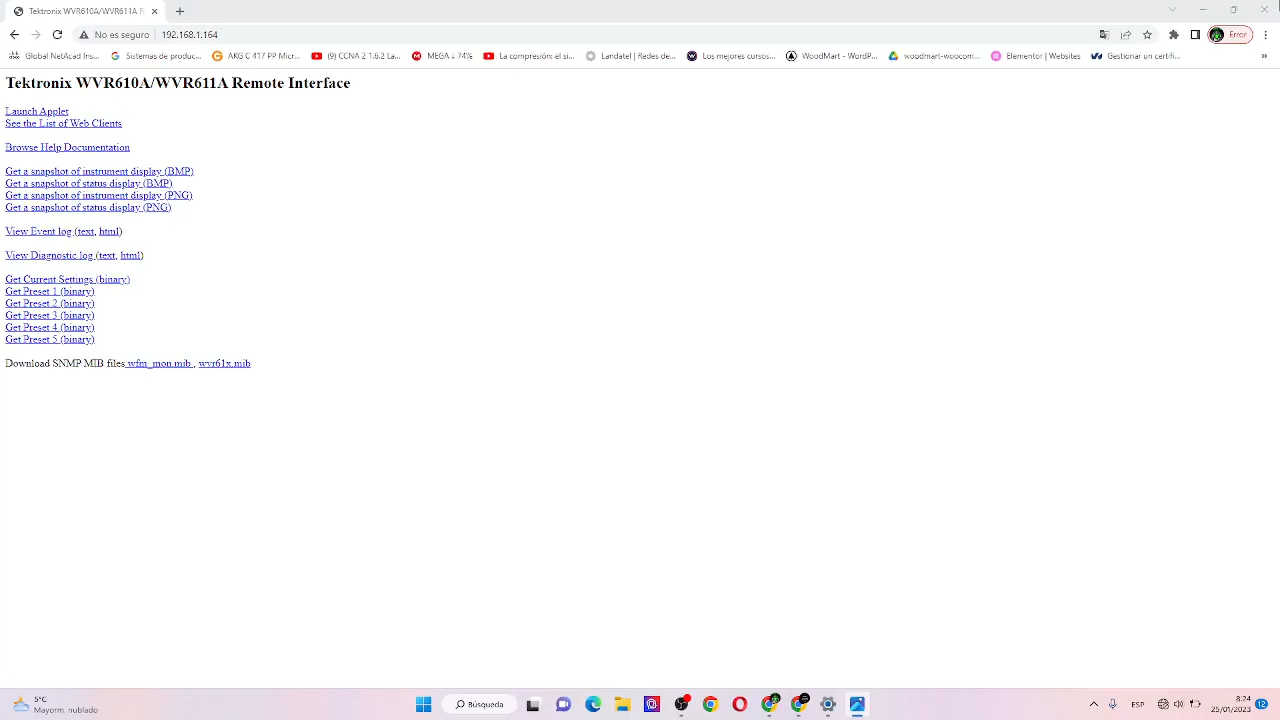 Tektronix WVR610A/WVR611A R
No es seguro 192.168.1.164 Error
Global NetAcad Ins... Sistemas de produc... AKG C 417 PP Micr... (9) CCNA 2 1.6.2 La... MEGA ↓ 74% La compresión: el si... Landatel | Redes de... Los mejores cursos... WoodMart - WordP... woodmart-woocom... Elementor | Websites Gestionar un certifi... »
Tektronix WVR610A/WVR611A Remote Interface
Launch Applet
See the List of Web Clients
Browse Help Documentation
Get a snapshot of instrument display (BMP)
Get a snapshot of status display (BMP)
Get a snapshot of instrument display (PNG)
Get a snapshot of status display (PNG)
View Event log (text, html)
View Diagnostic log (text, html)
Get Current Settings (binary)
Get Preset 1 (binary)
Get Preset 2 (binary)
Get Preset 3 (binary)
Get Preset 4 (binary)
Get Preset 5 (binary)
Download SNMP MIB files wfm_mon.mib , wvr61x.mib
5°C
Mayorm. nublado
Búsqueda
ESP
8:24
25/01/2023
12